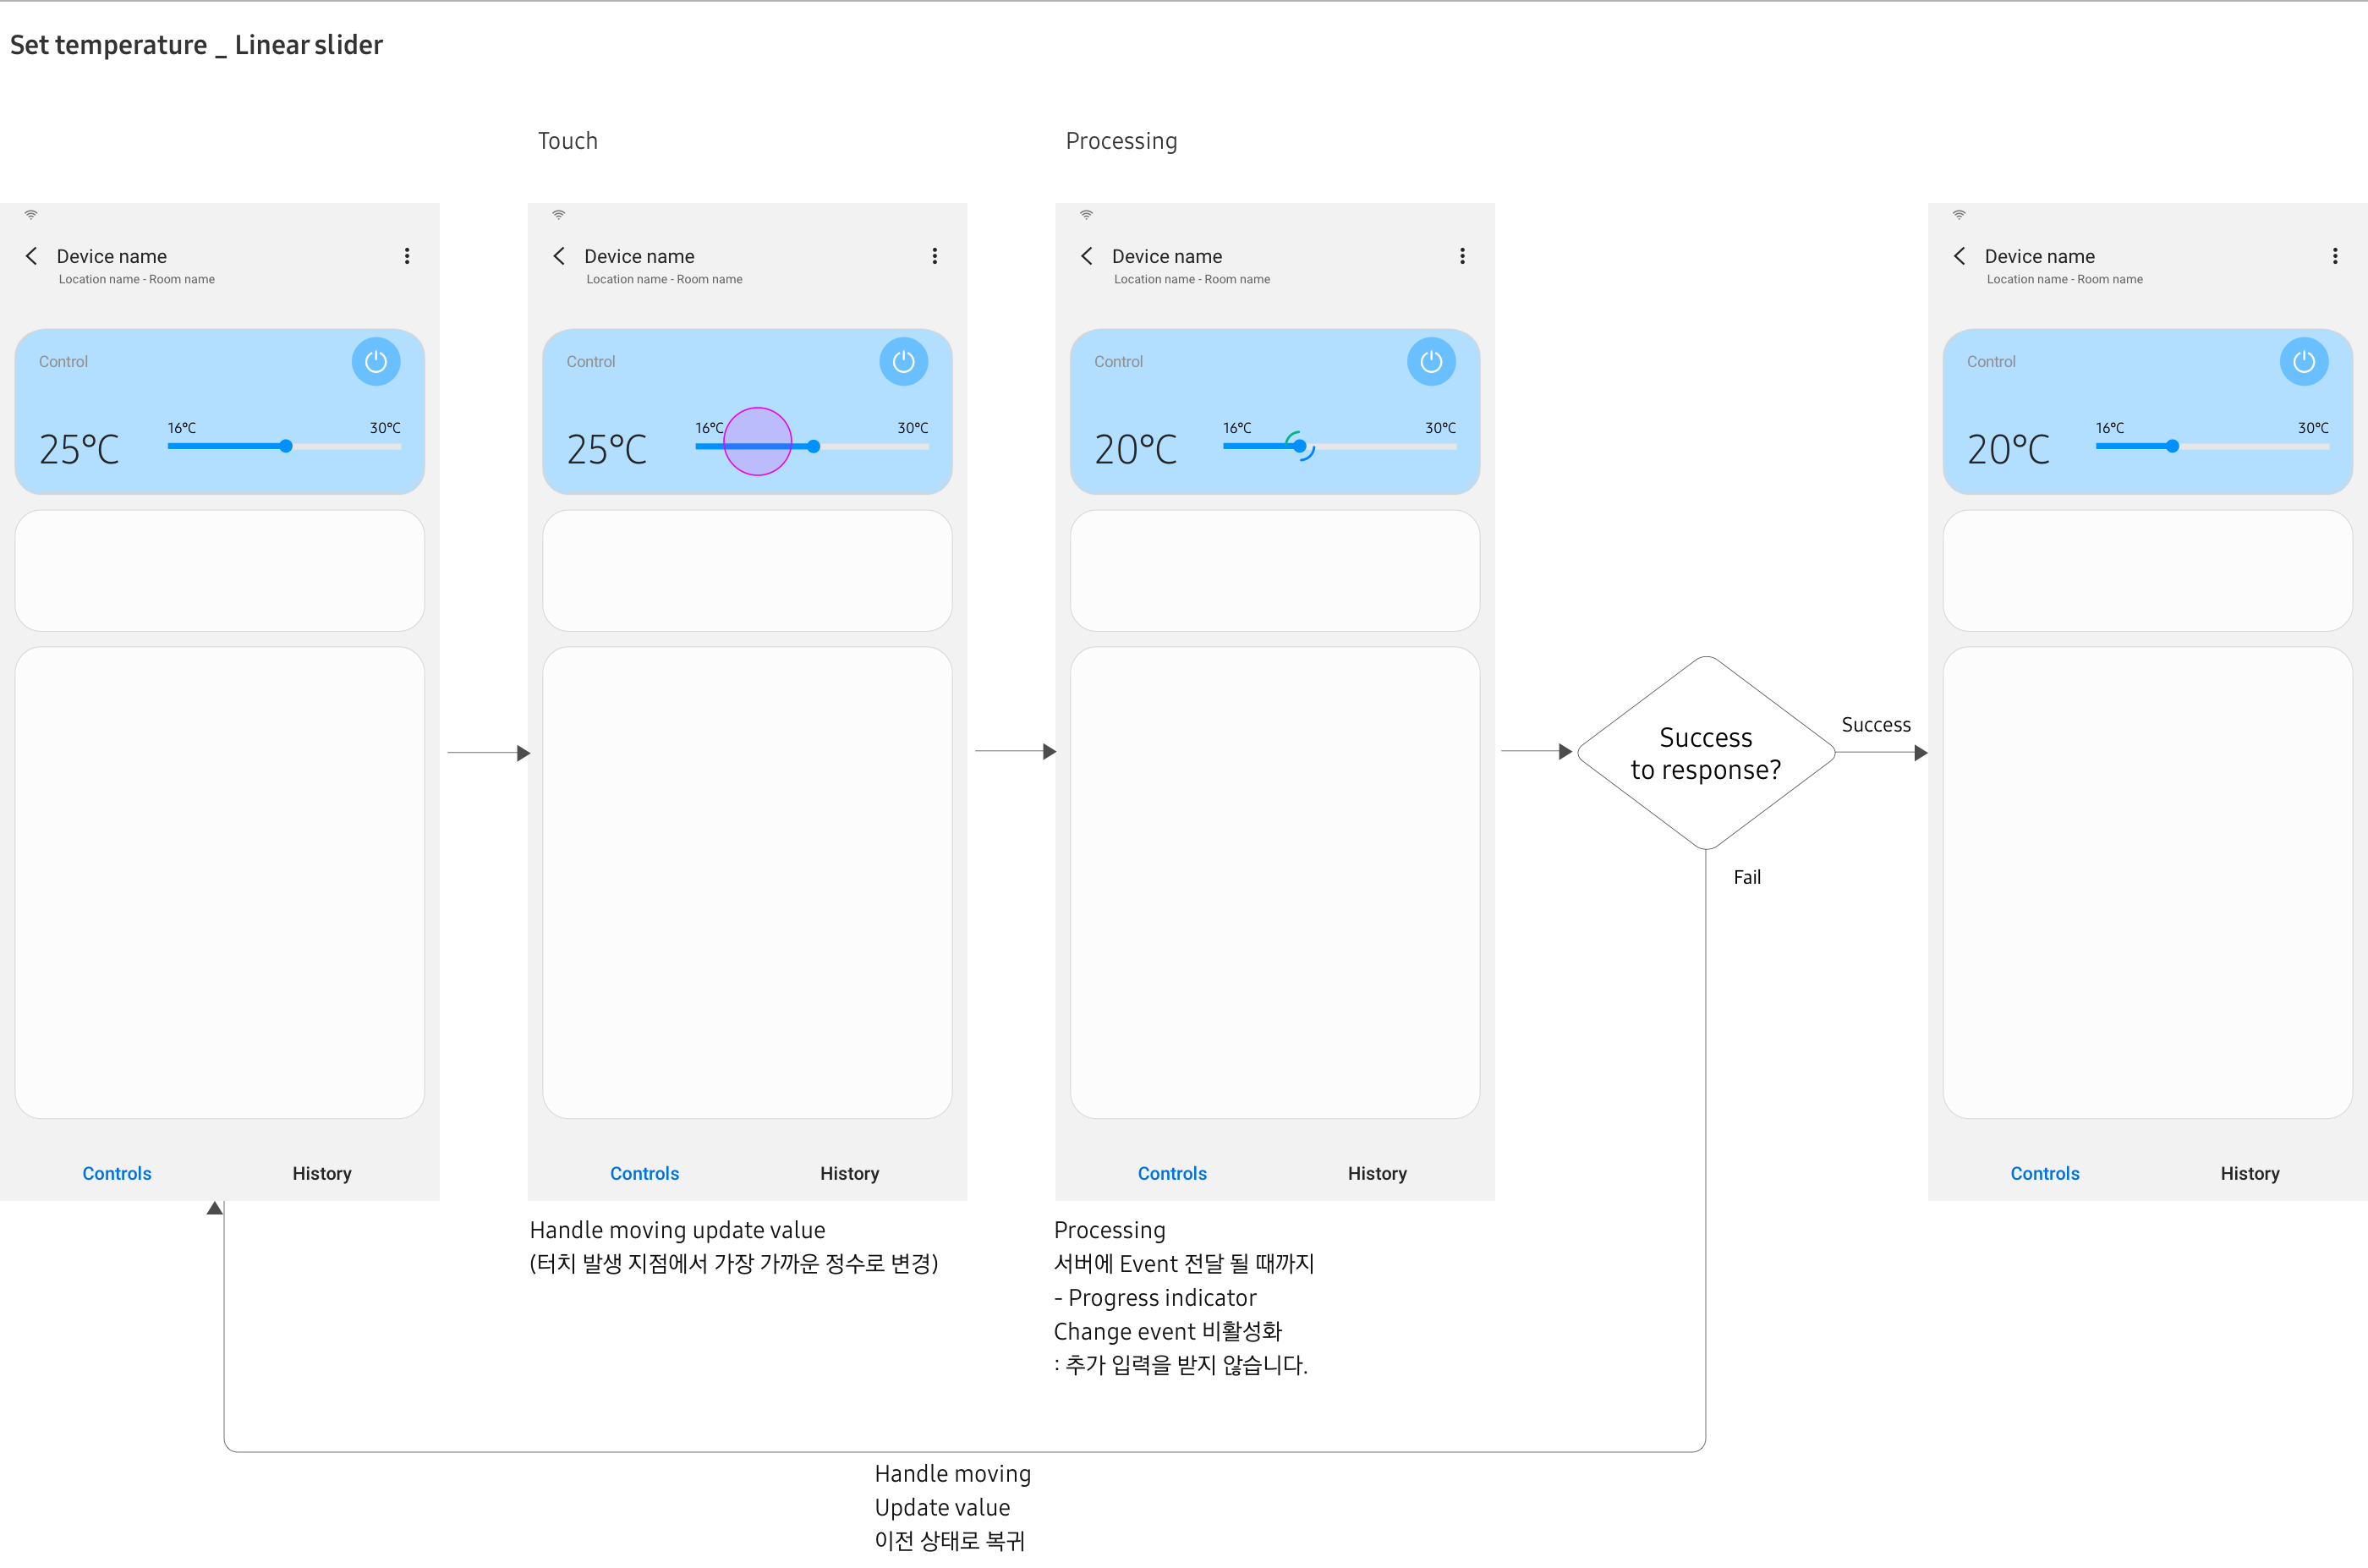 Set temperature _ Linear slider
Touch
Processing
Device name
Location name - Room name
Control
25°C
16°C
30°C
Controls
History
Device name
Location name - Room name
Control
25°C
16°C
30°C
Controls
History
Handle moving update value
(터치 발생 지점에서 가장 가까운 정수로 변경)
Device name
Location name - Room name
Control
20°C
16°C
30°C
Controls
History
Processing
서버에 Event 전달 될 때까지
- Progress indicator
Change event 비활성화
: 추가 입력을 받지 않습니다.
Success
to response?
Success
Fail
Device name
Location name - Room name
Control
20°C
16°C
30°C
Controls
History
Handle moving
Update value
이전 상태로 복귀